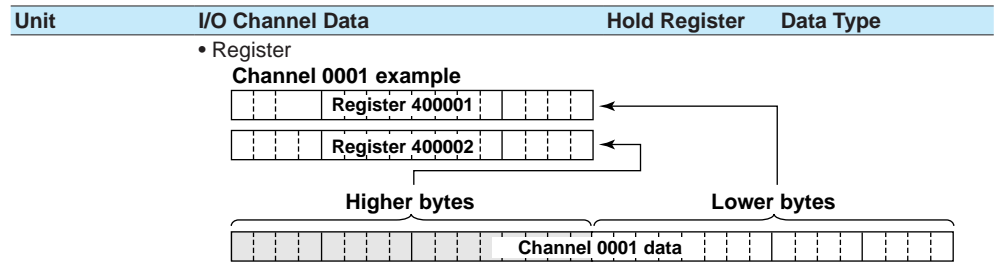 Unit I/O Channel Data Hold Register Data Type
• Register
Channel 0001 example
Register 400001
Register 400002
Higher bytes Lower bytes
Channel 0001 data